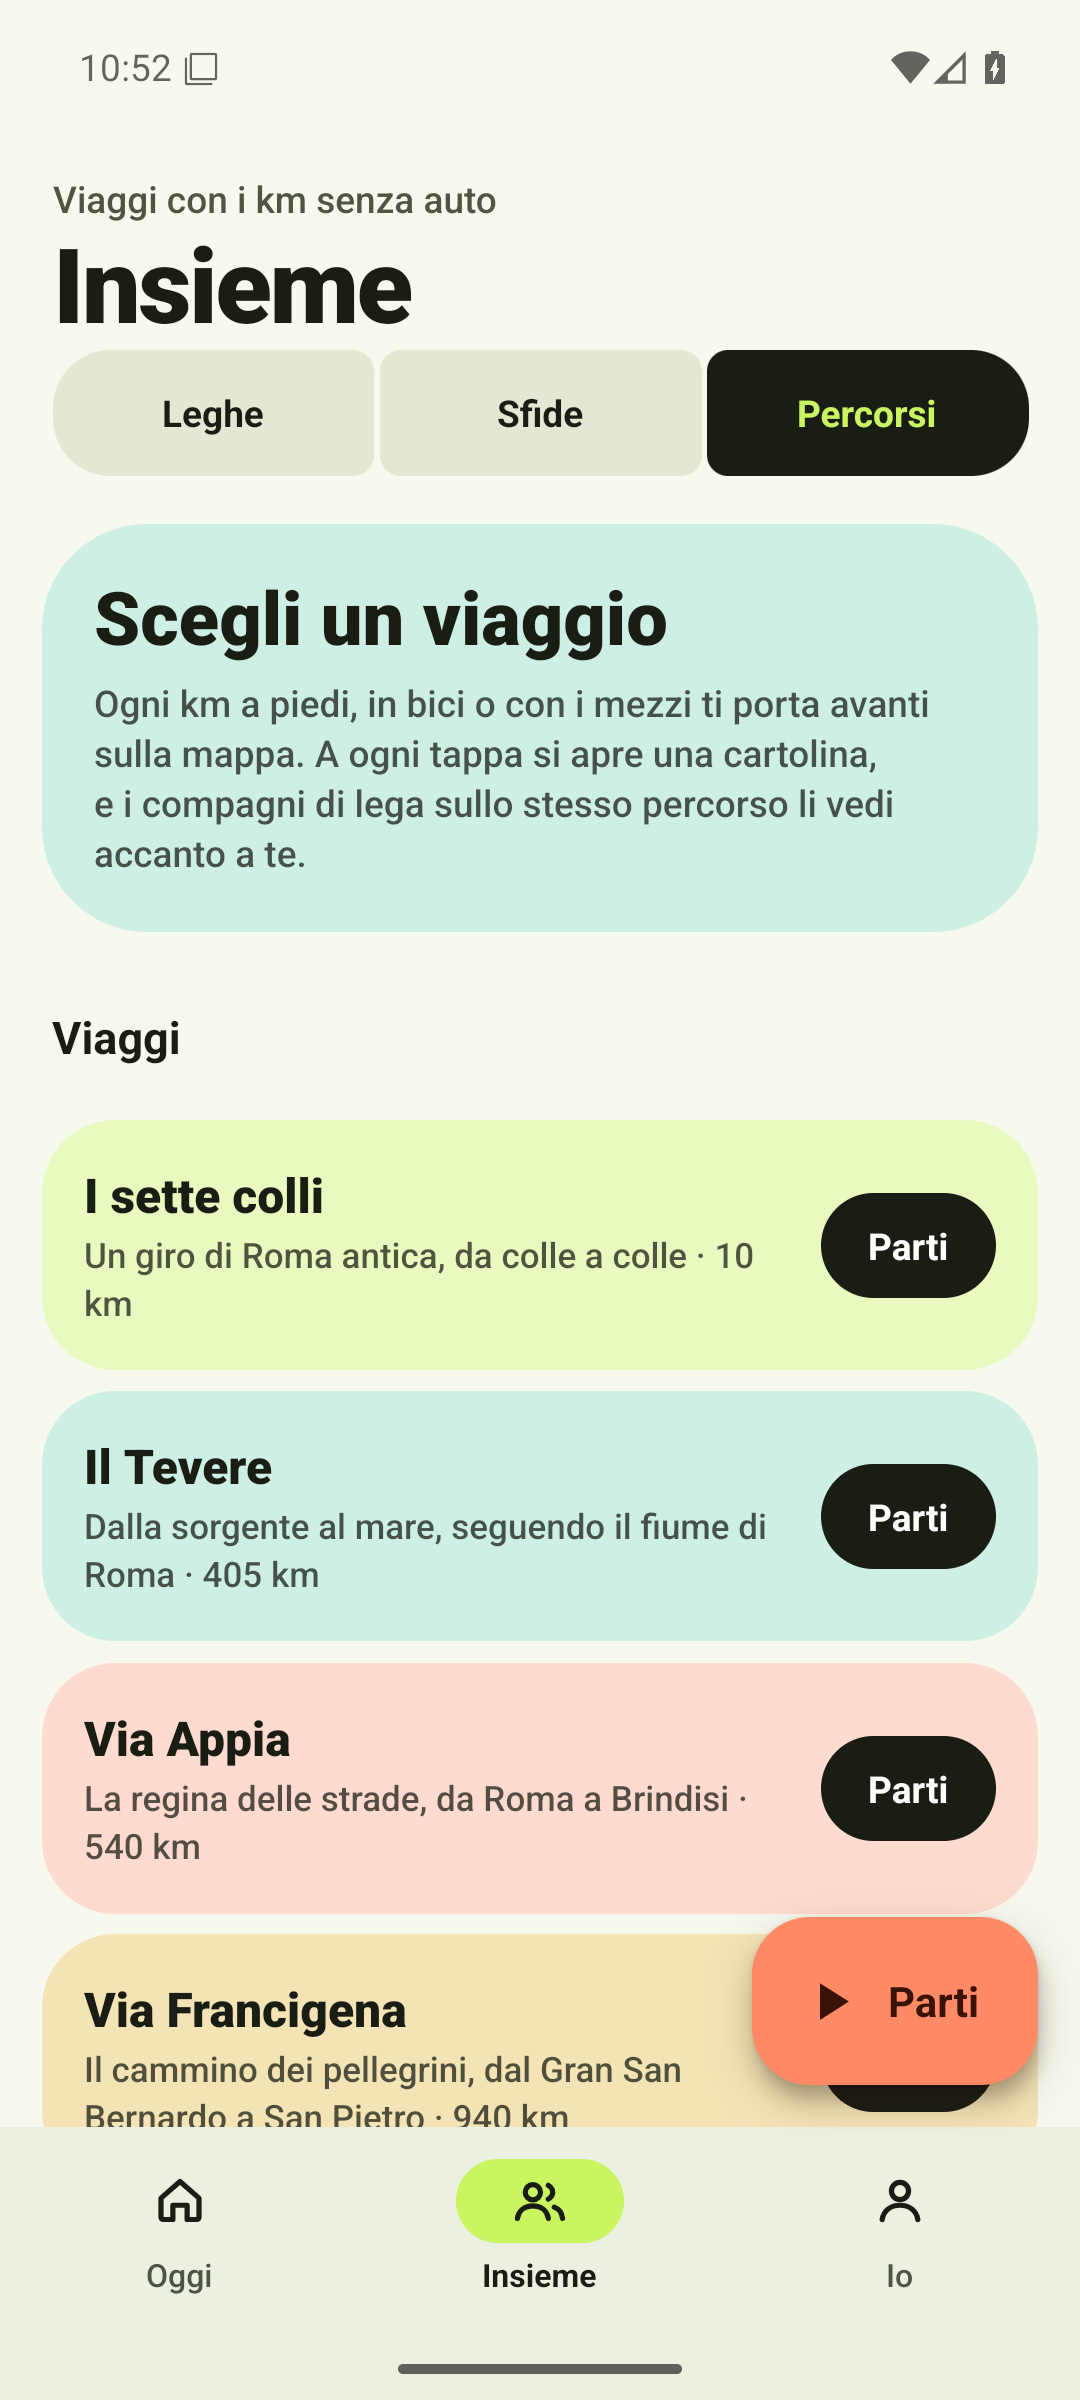 10:52
Viaggi con i km senza auto
Insieme
Leghe
Sfide
Percorsi
Scegli un viaggio
Ogni km a piedi, in bici o con i mezzi ti porta avanti
sulla mappa. A ogni tappa si apre una cartolina,
e i compagni di lega sullo stesso percorso li vedi
accanto a te.
Viaggi
I sette colli
Un giro di Roma antica, da colle a colle · 10
km
Parti
Il Tevere
Dalla sorgente al mare, seguendo il fiume di
Roma · 405 km
Parti
Via Appia
La regina delle strade, da Roma a Brindisi ·
540 km
Parti
Via Francigena
Il cammino dei pellegrini, dal Gran San
Bernardo a San Pietro · 940 km
Parti
Oggi
Insieme
Io